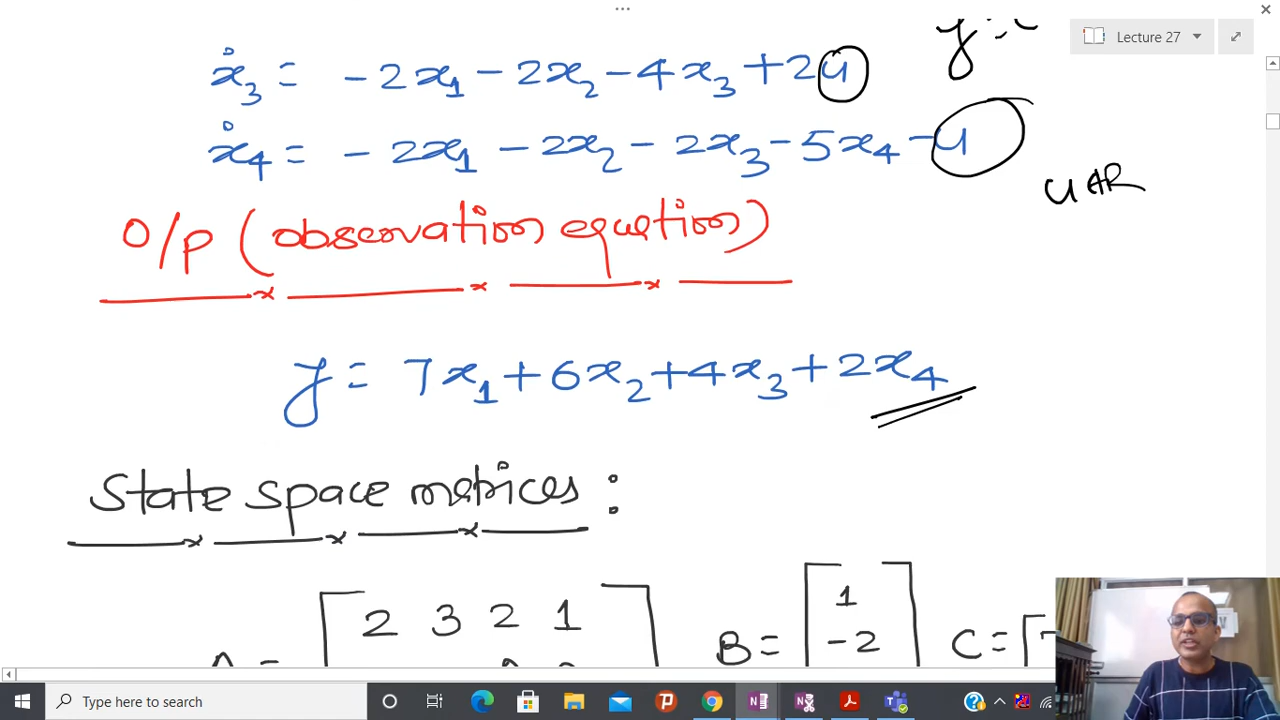 ẋ₃ = -2x₁ - 2x₂ - 4x₃ + 2u
ẋ₄ = -2x₁ - 2x₂ - 2x₃ - 5x₄ - u
Lecture 27
O/p (observation equation)
y = 7x₁ + 6x₂ + 4x₃ + 2x₄
State space metrices :
2 3 2 1
B = 1
-2
C =
Type here to search